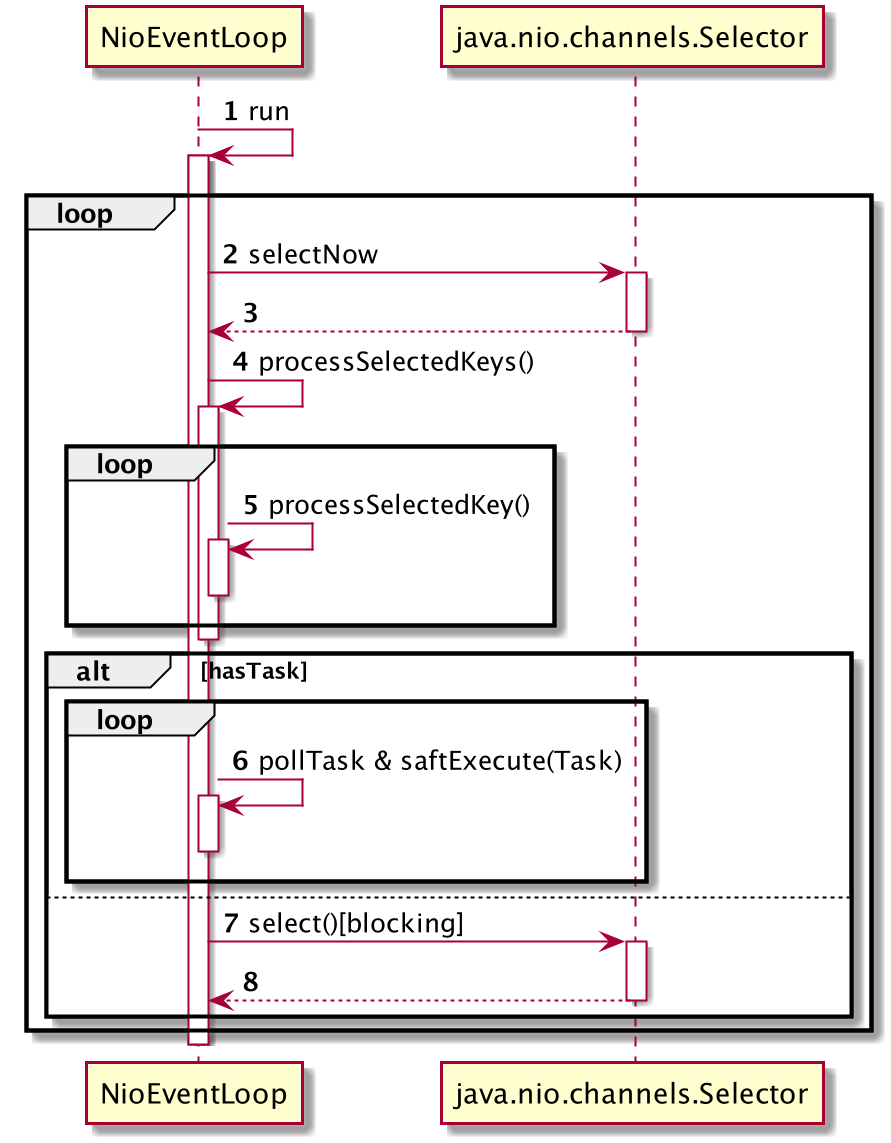 NioEventLoop java.nio.channels.Selector
1 run
loop
2 selectNow
3
4 processSelectedKeys()
loop
5 processSelectedKey()
alt [hasTask]
loop
6 pollTask & saftExecute(Task)
7 select()[blocking]
8
NioEventLoop java.nio.channels.Selector